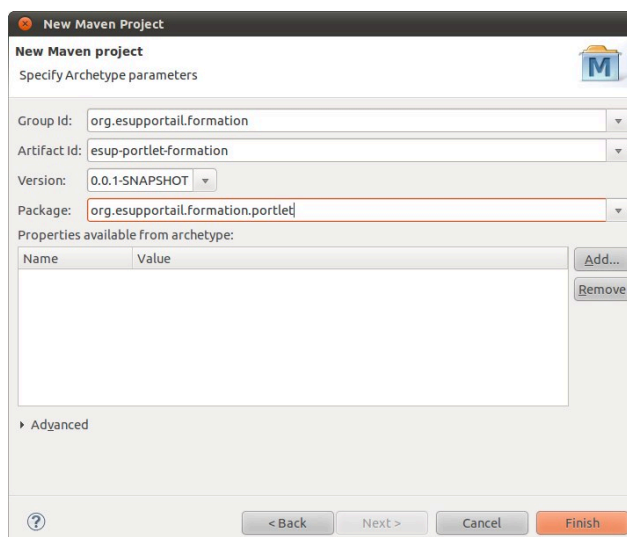 New Maven Project
New Maven project
Specify Archetype parameters
M
Group Id: org.esupportail.formation
Artifact Id: esup-portlet-formation
Version: 0.0.1-SNAPSHOT
Package: org.esupportail.formation.portlet
Properties available from archetype:
Name Value
Add...
Remove
Advanced
? < Back Next > Cancel Finish